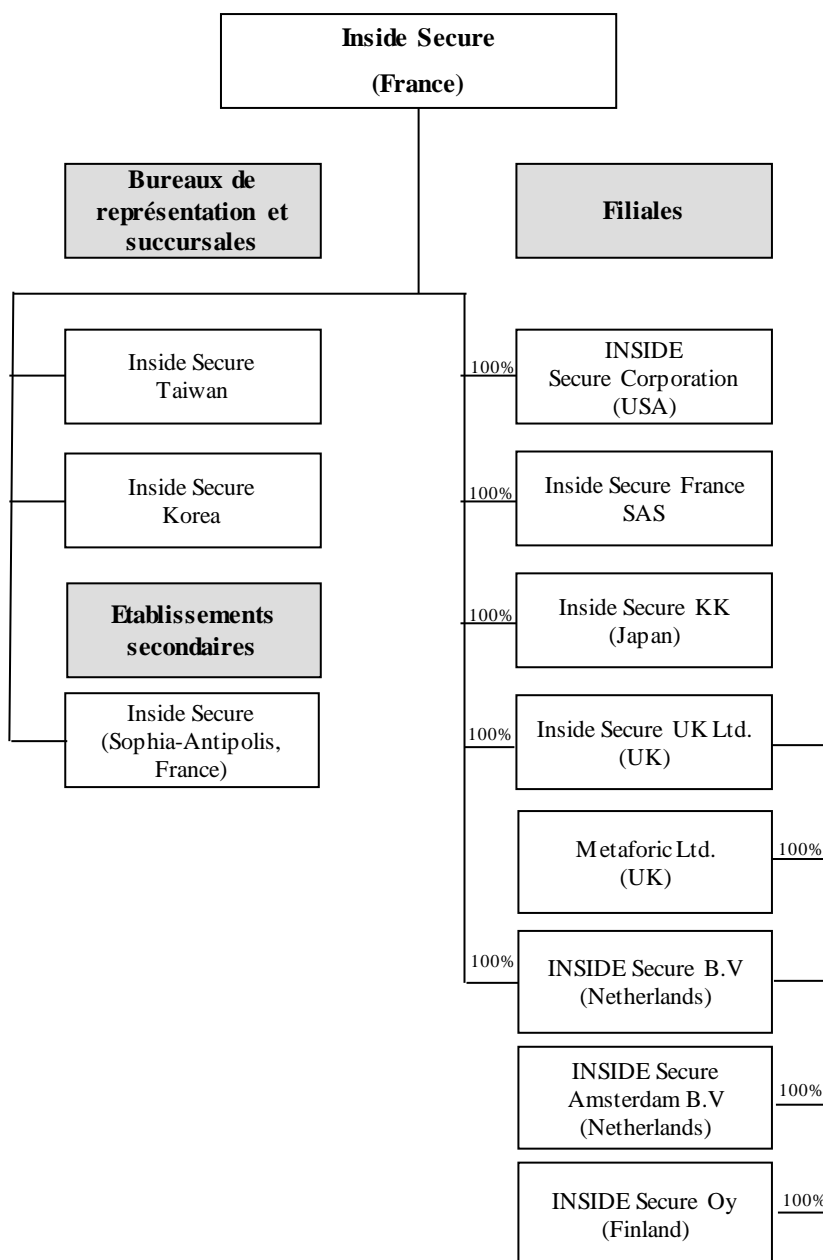 Inside Secure
(France)
Bureaux de
représentation et
succursales
Inside Secure
Taiwan
Inside Secure
Korea
Etablissements
secondaires
Inside Secure
(Sophia-Antipolis,
France)
Filiales
100%
INSIDE
Secure Corporation
(USA)
100%
Inside Secure France
SAS
100%
Inside Secure KK
(Japan)
100%
Inside Secure UK Ltd.
(UK)
Metaforic Ltd.
(UK)
100%
100%
INSIDE Secure B.V
(Netherlands)
INSIDE Secure
Amsterdam B.V
(Netherlands)
100%
INSIDE Secure Oy
(Finland)
100%